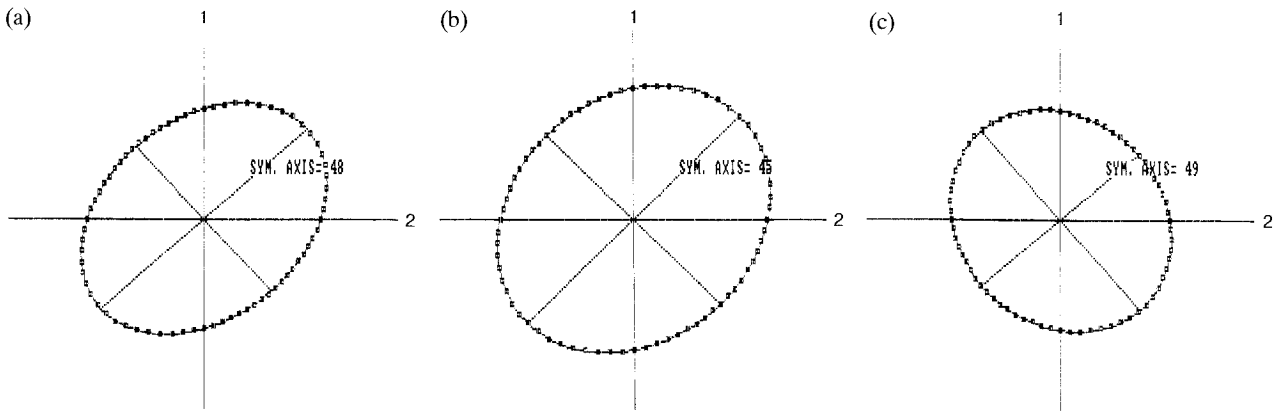 (a)
1
SYM. AXIS= 48
2
(b)
1
SYM. AXIS= 45
2
(c)
1
SYM. AXIS= 49
2